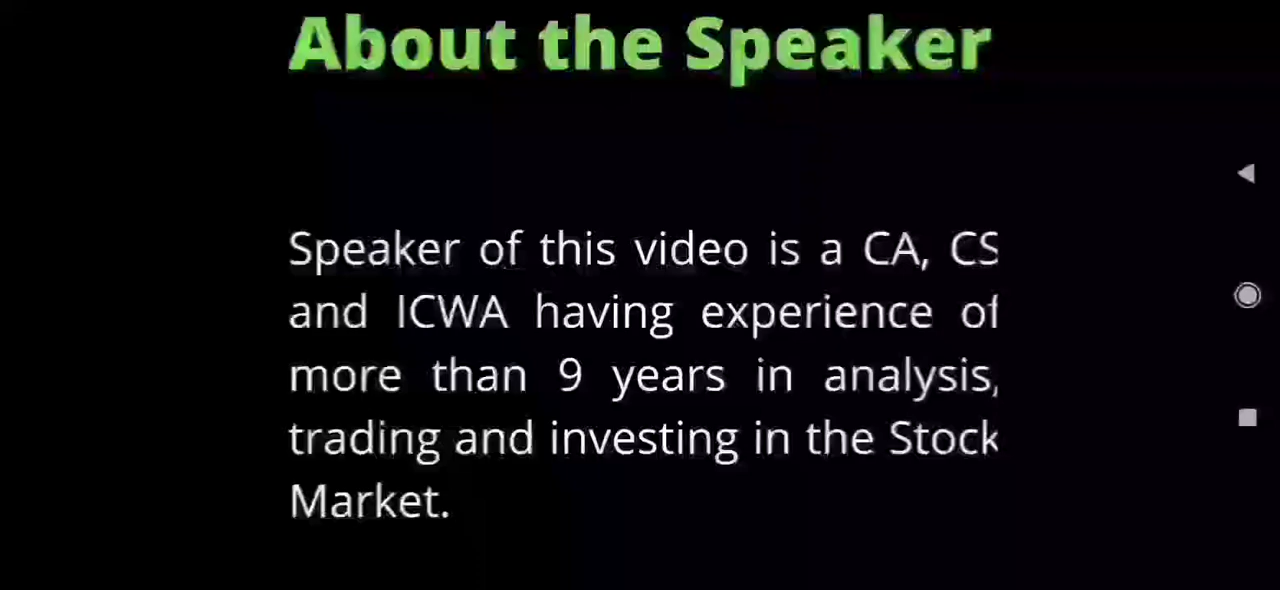 About the Speaker
Speaker of this video is a CA, CS
and ICWA having experience of
more than 9 years in analysis,
trading and investing in the Stock
Market.